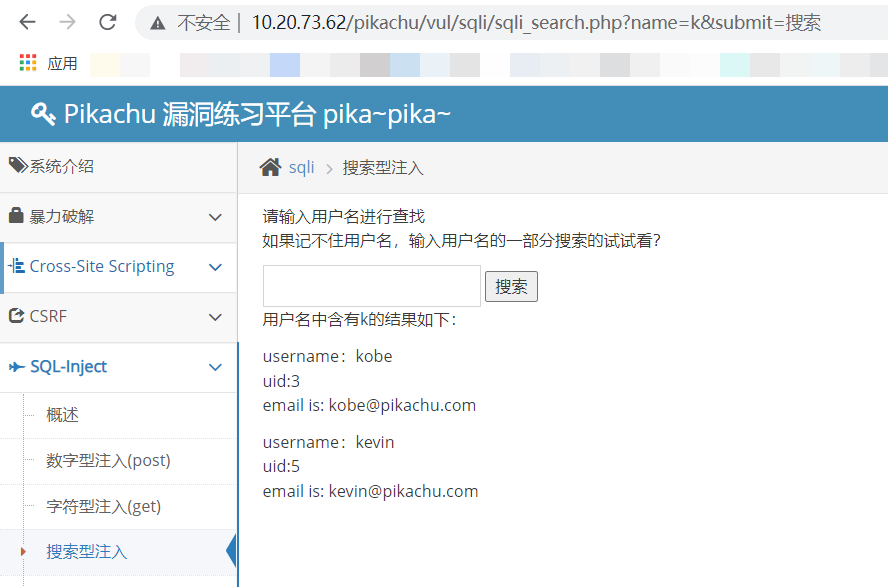 不安全 | 10.20.73.62/pikachu/vul/sqli/sqli_search.php?name=k&submit=搜索
应用
Pikachu 漏洞练习平台 pika~pika~
系统介绍
暴力破解
Cross-Site Scripting
CSRF
SQL-Inject
概述
数字型注入(post)
字符型注入(get)
搜索型注入
sqli > 搜索型注入
请输入用户名进行查找
如果记不住用户名，输入用户名的一部分搜索的试试看？
搜索
用户名中含有k的结果如下：
username：kobe
uid:3
email is: kobe@pikachu.com
username：kevin
uid:5
email is: kevin@pikachu.com